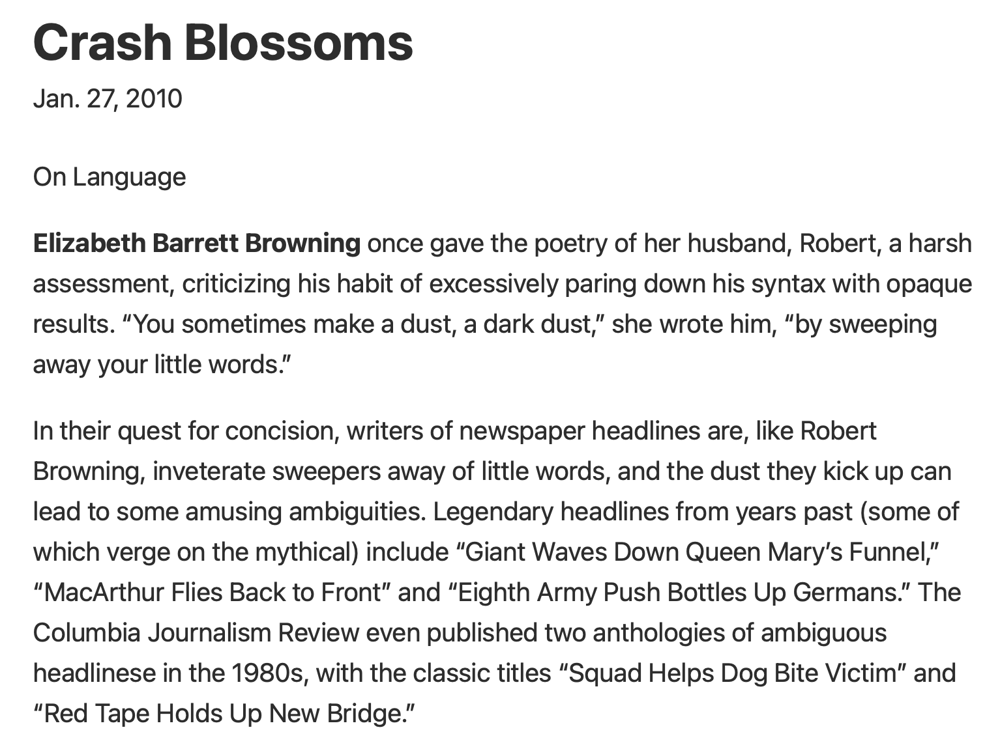 Crash Blossoms
Jan. 27, 2010
On Language
Elizabeth Barrett Browning once gave the poetry of her husband, Robert, a harsh
assessment, criticizing his habit of excessively paring down his syntax with opaque
results. “You sometimes make a dust, a dark dust,” she wrote him, “by sweeping
away your little words.”
In their quest for concision, writers of newspaper headlines are, like Robert
Browning, inveterate sweepers away of little words, and the dust they kick up can
lead to some amusing ambiguities. Legendary headlines from years past (some of
which verge on the mythical) include “Giant Waves Down Queen Mary’s Funnel,”
“MacArthur Flies Back to Front” and “Eighth Army Push Bottles Up Germans.” The
Columbia Journalism Review even published two anthologies of ambiguous
headlinese in the 1980s, with the classic titles “Squad Helps Dog Bite Victim” and
“Red Tape Holds Up New Bridge.”